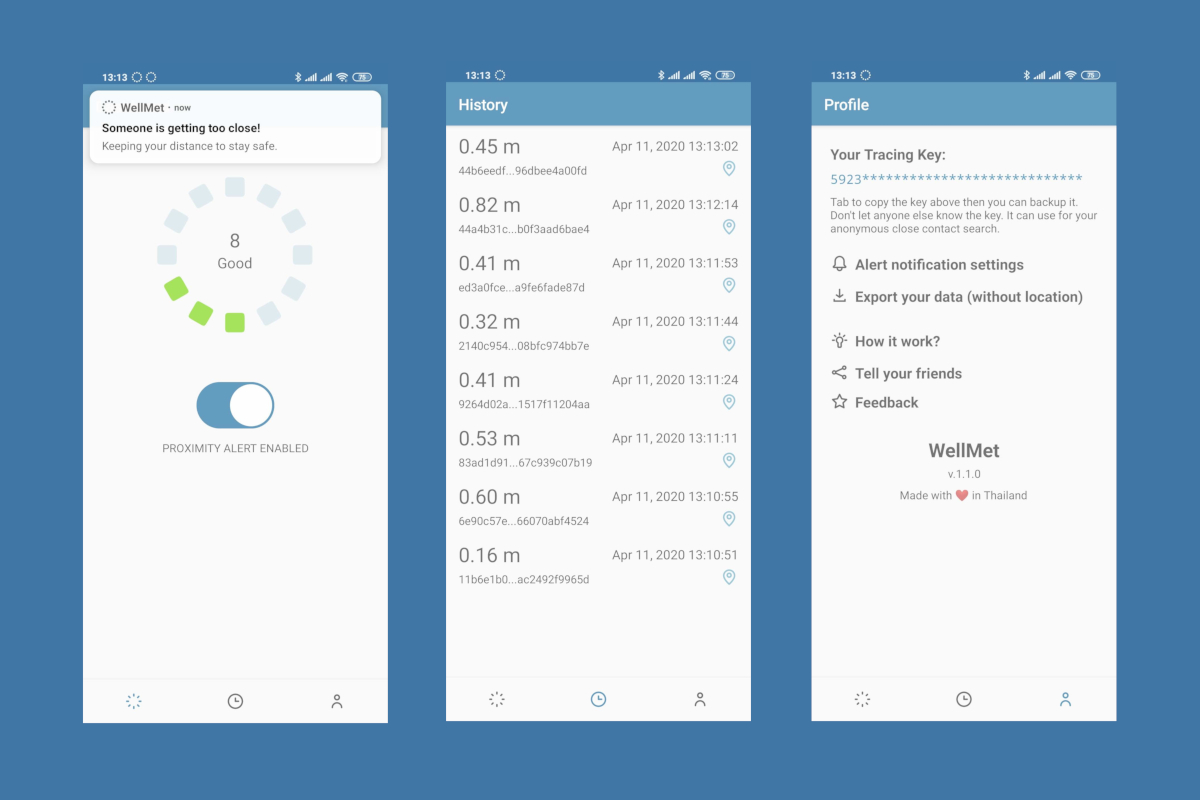 13:13
75
WellMet · now
Someone is getting too close!
Keeping your distance to stay safe.
8
Good
PROXIMITY ALERT ENABLED
13:13
75
History
0.45 m
Apr 11, 2020 13:13:02
44b6eedf...96dbee4a00fd
0.82 m
Apr 11, 2020 13:12:14
44a4b31c...b0f3aad6bae4
0.41 m
Apr 11, 2020 13:11:53
ed3a0fce...a9fe6fade87d
0.32 m
Apr 11, 2020 13:11:44
2140c954...08bfc974bb7e
0.41 m
Apr 11, 2020 13:11:24
9264d02a...1517f11204aa
0.53 m
Apr 11, 2020 13:11:11
83ad1d91...67c939c07b19
0.60 m
Apr 11, 2020 13:10:55
6e90c57e...66070abf4524
0.16 m
Apr 11, 2020 13:10:51
11b6e1b0...ac2492f9965d
13:13
75
Profile
Your Tracing Key:
5923****************************
Tab to copy the key above then you can backup it.
Don't let anyone else know the key. It can use for your
anonymous close contact search.
Alert notification settings
Export your data (without location)
How it work?
Tell your friends
Feedback
WellMet
v.1.1.0
Made with ❤️ in Thailand